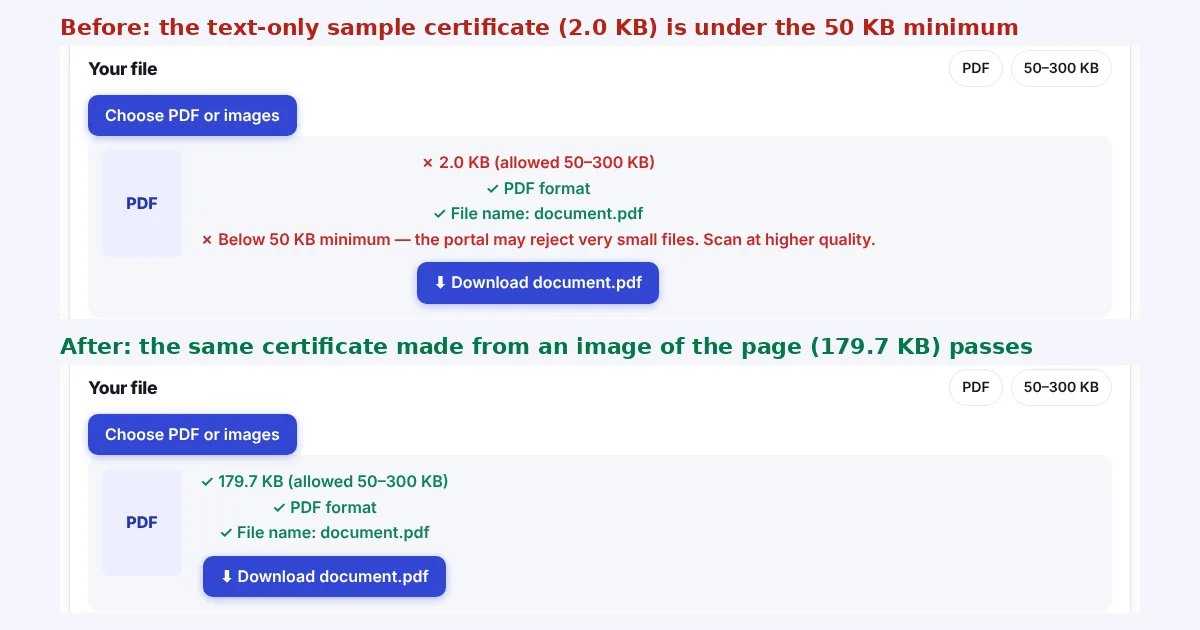 Before: the text-only sample certificate (2.0 KB) is under the 50 KB minimum
Your file
PDF
50–300 KB
Choose PDF or images
PDF
× 2.0 KB (allowed 50–300 KB)
✓ PDF format
✓ File name: document.pdf
× Below 50 KB minimum — the portal may reject very small files. Scan at higher quality.
⬇ Download document.pdf
After: the same certificate made from an image of the page (179.7 KB) passes
Your file
PDF
50–300 KB
Choose PDF or images
PDF
✓ 179.7 KB (allowed 50–300 KB)
✓ PDF format
✓ File name: document.pdf
⬇ Download document.pdf